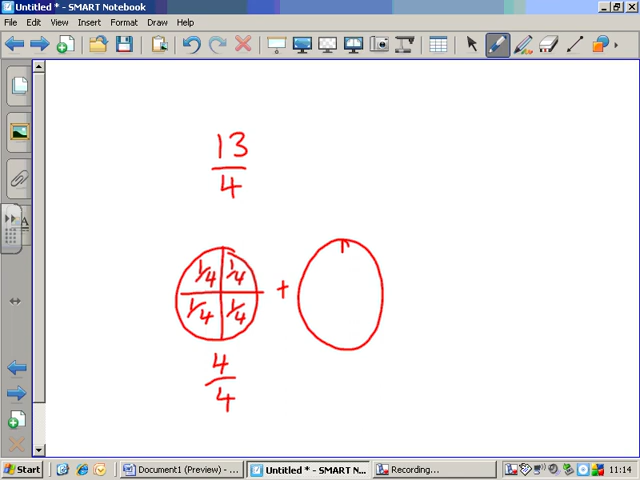 Untitled * - SMART Notebook
File Edit View Insert Format Draw Help
13
4
1/4 1/4
1/4 1/4
+
4
4
A
Start Document1 (Preview) - ... Untitled * - SMART N... Recording... 11:14